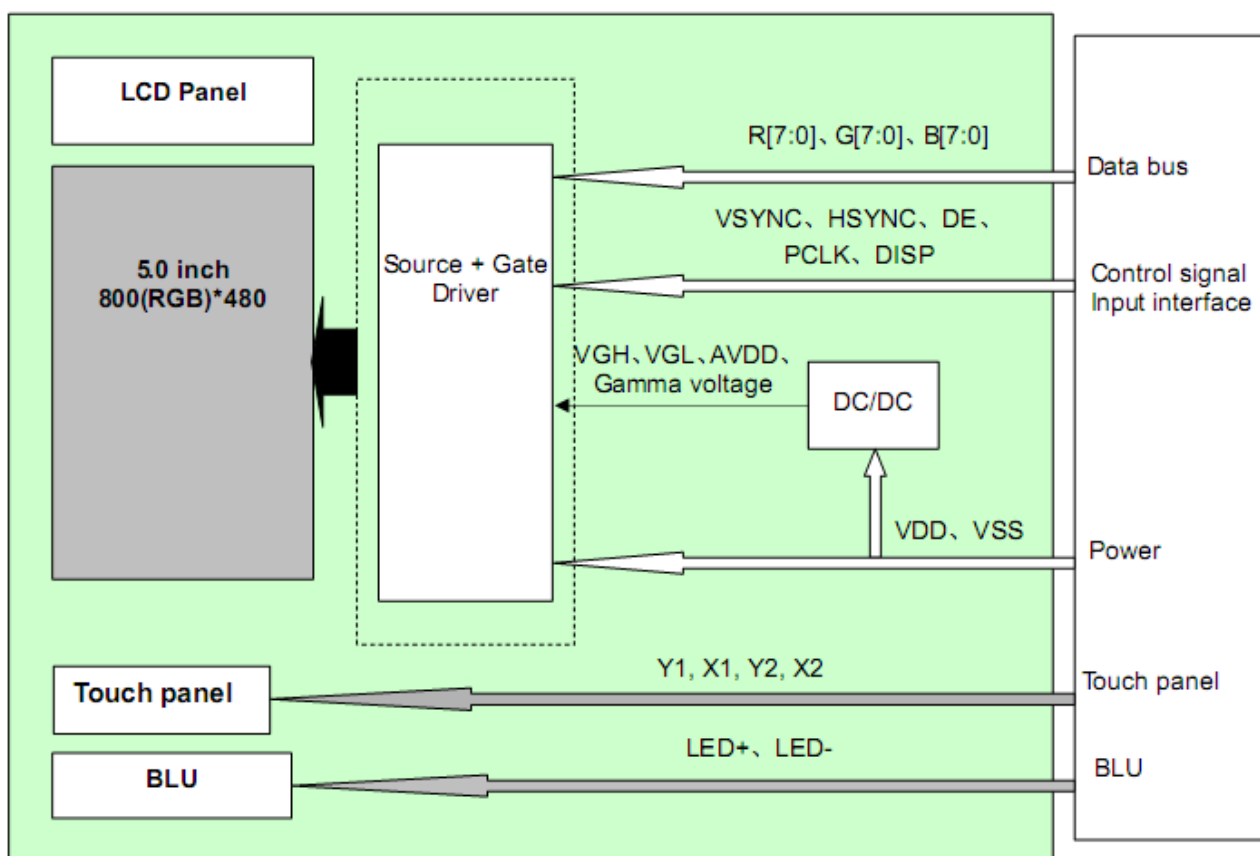 LCD Panel
5.0 inch
800(RGB)*480
Source + Gate
Driver
R[7:0]、G[7:0]、B[7:0]
VSYNC、HSYNC、DE、
PCLK、DISP
VGH、VGL、AVDD、
Gamma voltage
DC/DC
VDD、VSS
Data bus
Control signal
Input interface
Power
Touch panel
Y1, X1, Y2, X2
Touch panel
BLU
LED+、LED-
BLU